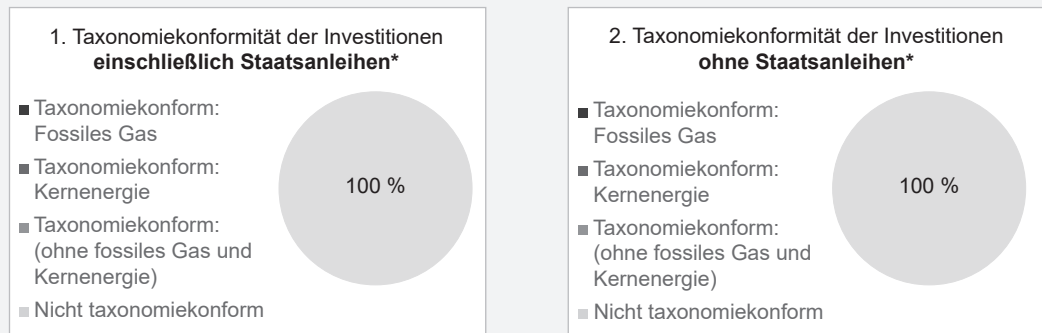 1. Taxonomiekonformität der Investitionen
einschließlich Staatsanleihen*
Taxonomiekonform:
Fossiles Gas
Taxonomiekonform:
Kernenergie
Taxonomiekonform:
(ohne fossiles Gas und
Kernenergie)
Nicht taxonomiekonform
100 %
2. Taxonomiekonformität der Investitionen
ohne Staatsanleihen*
Taxonomiekonform:
Fossiles Gas
Taxonomiekonform:
Kernenergie
Taxonomiekonform:
(ohne fossiles Gas und
Kernenergie)
Nicht taxonomiekonform
100 %